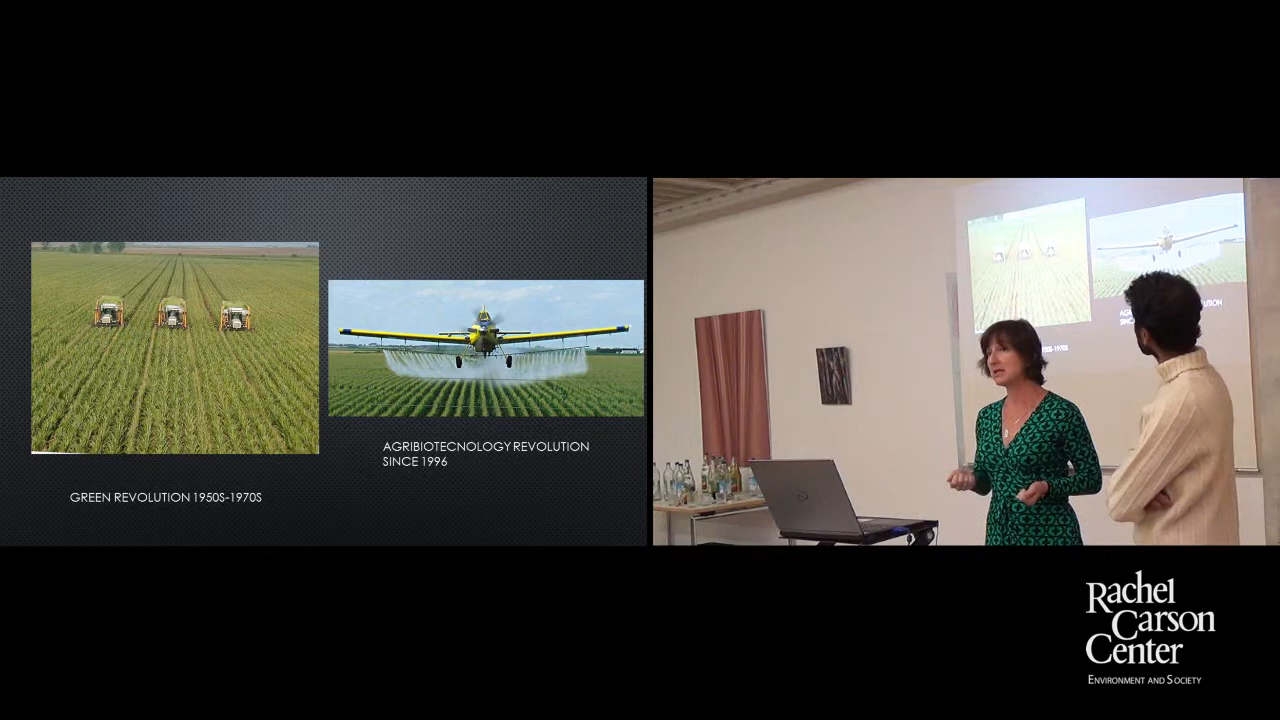 AGRIBIOTECNOLOGY REVOLUTION
SINCE 1996
GREEN REVOLUTION 1950S-1970S
Rachel
Carson
Center
ENVIRONMENT AND SOCIETY